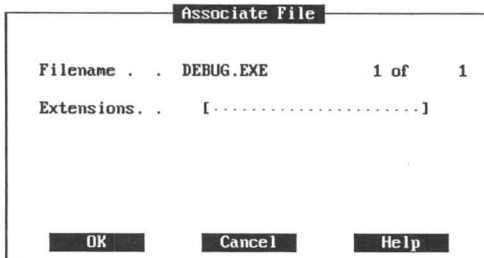 Associate File
Filename . . DEBUG.EXE 1 of 1
Extensions. . [......................]
OK Cancel Help